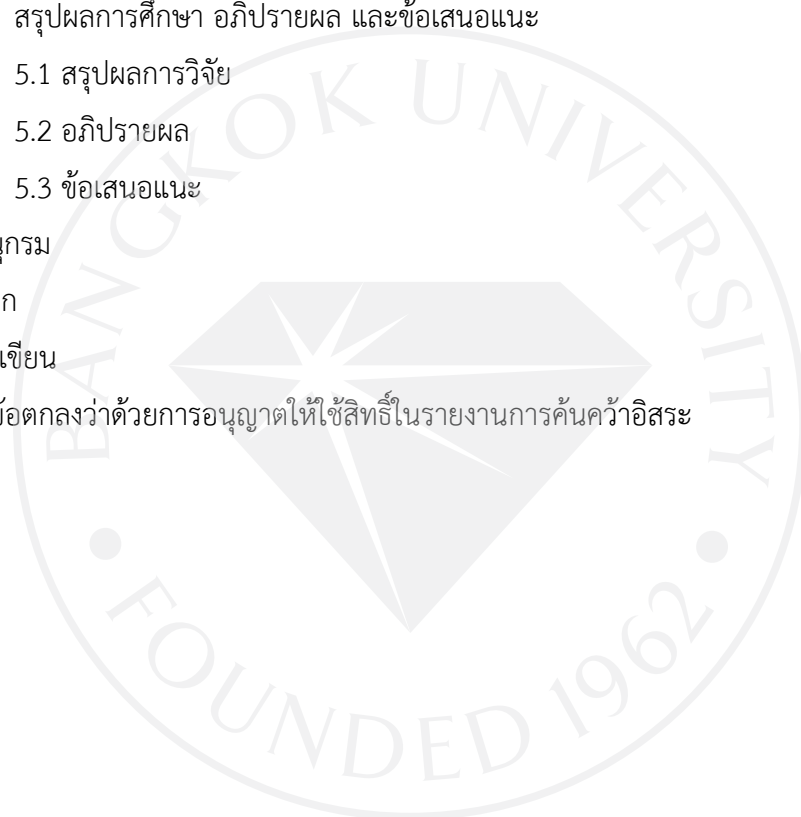 สรุปผลการศึกษา อภิปรายผล และข้อเสนอแนะ
5.1 สรุปผลการวิจัย
5.2 อภิปรายผล
5.3 ข้อเสนอแนะ
นุกรม
ก
เขียน
ข้อตกลงว่าด้วยการอนุญาตให้ใช้สิทธิ์ในรายงานการค้นคว้าอิสระ
BANGKOK UNIVERSITY
FOUNDED 1962